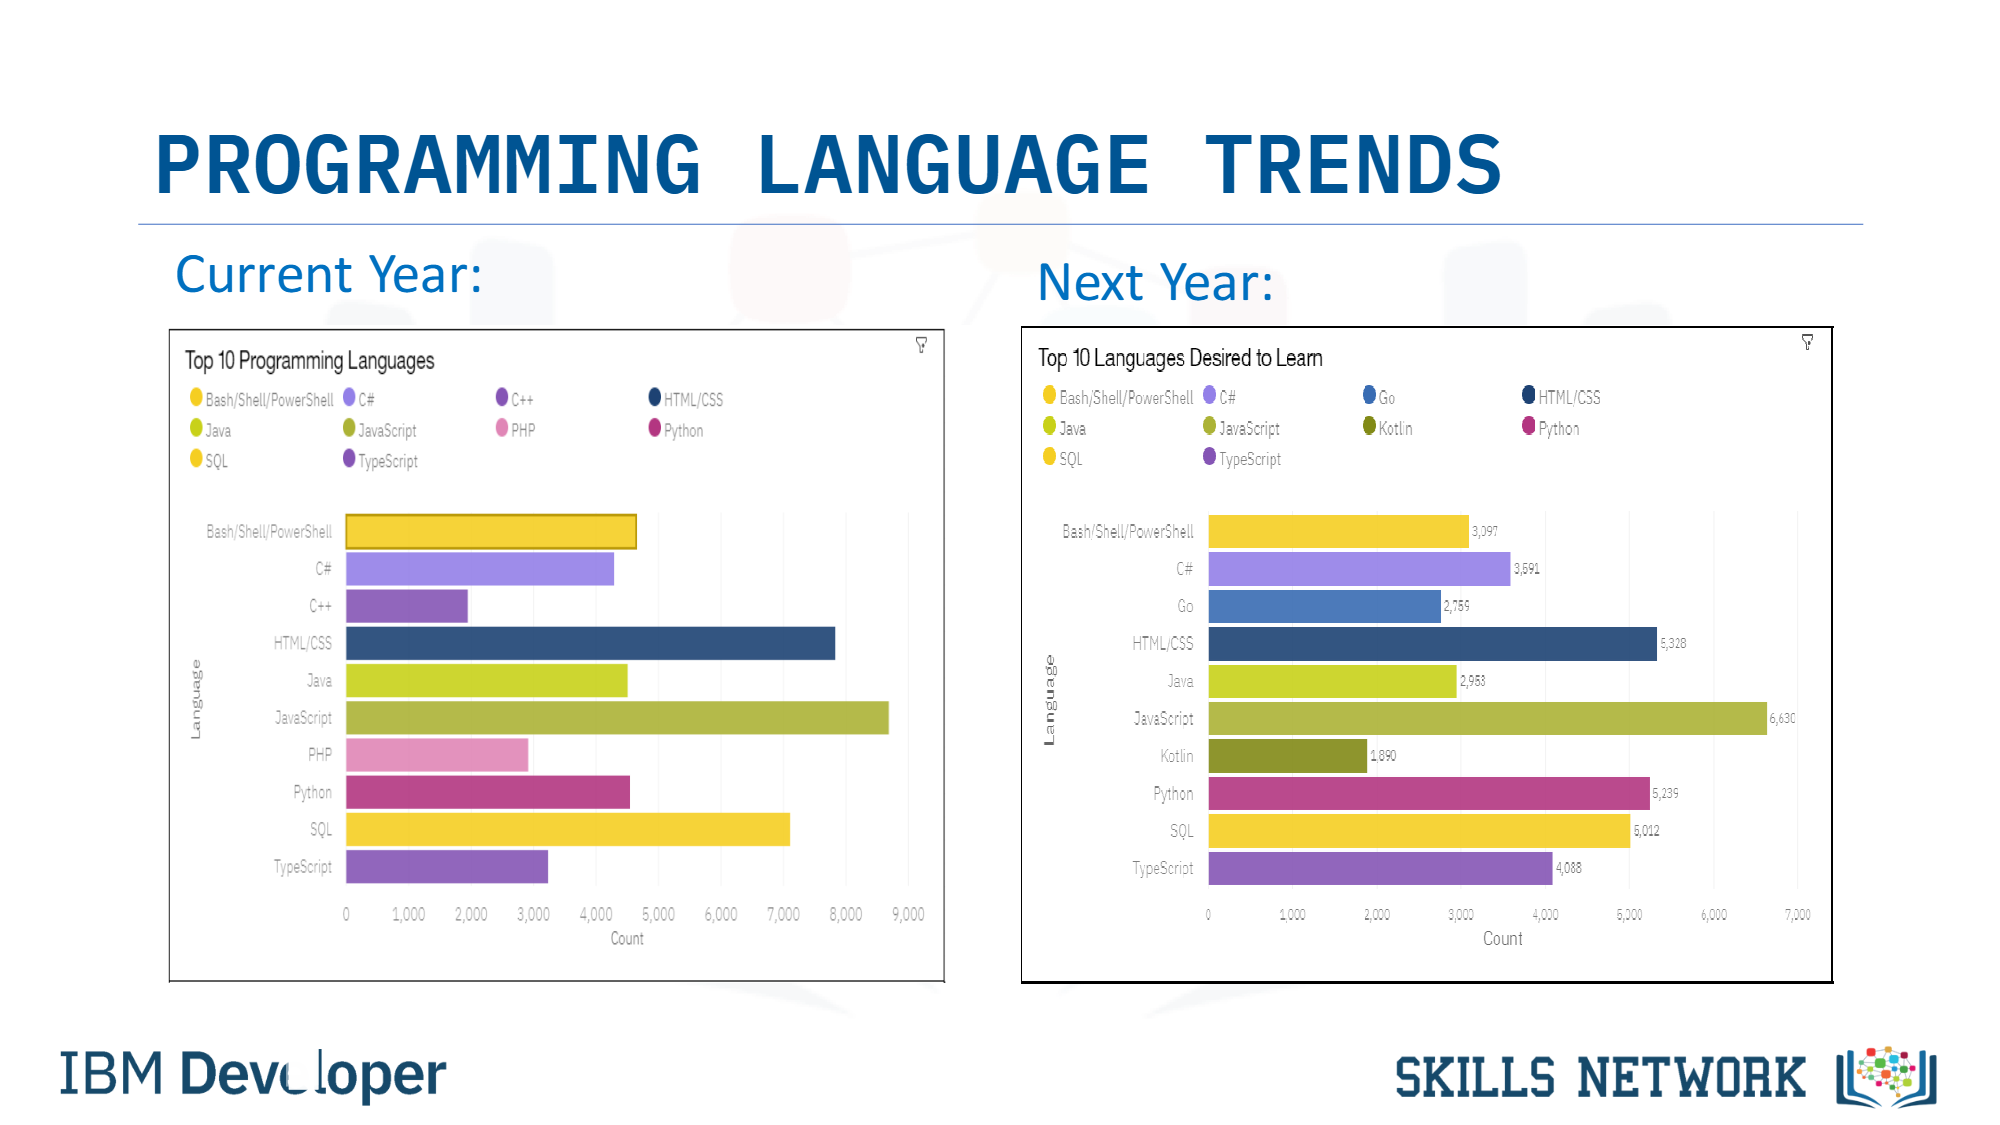 PROGRAMMING LANGUAGE TRENDS
Current Year:
Top 10 Programming Languages
Bash/Shell/PowerShell C# C++ HTML/CSS
Java JavaScript PHP Python
SQL TypeScript
Language
Bash/Shell/PowerShell
C#
C++
HTML/CSS
Java
JavaScript
PHP
Python
SQL
TypeScript
0 1,000 2,000 3,000 4,000 5,000 6,000 7,000 8,000 9,000
Count
Next Year:
Top 10 Languages Desired to Learn
Bash/Shell/PowerShell C# Go HTML/CSS
Java JavaScript Kotlin Python
SQL TypeScript
Language
Bash/Shell/PowerShell 3,097
C# 3,591
Go 2,759
HTML/CSS 5,328
Java 2,953
JavaScript 6,630
Kotlin 1,890
Python 5,239
SQL 5,012
TypeScript 4,088
0 1,000 2,000 3,000 4,000 5,000 6,000 7,000
Count
IBM Developer
SKILLS NETWORK